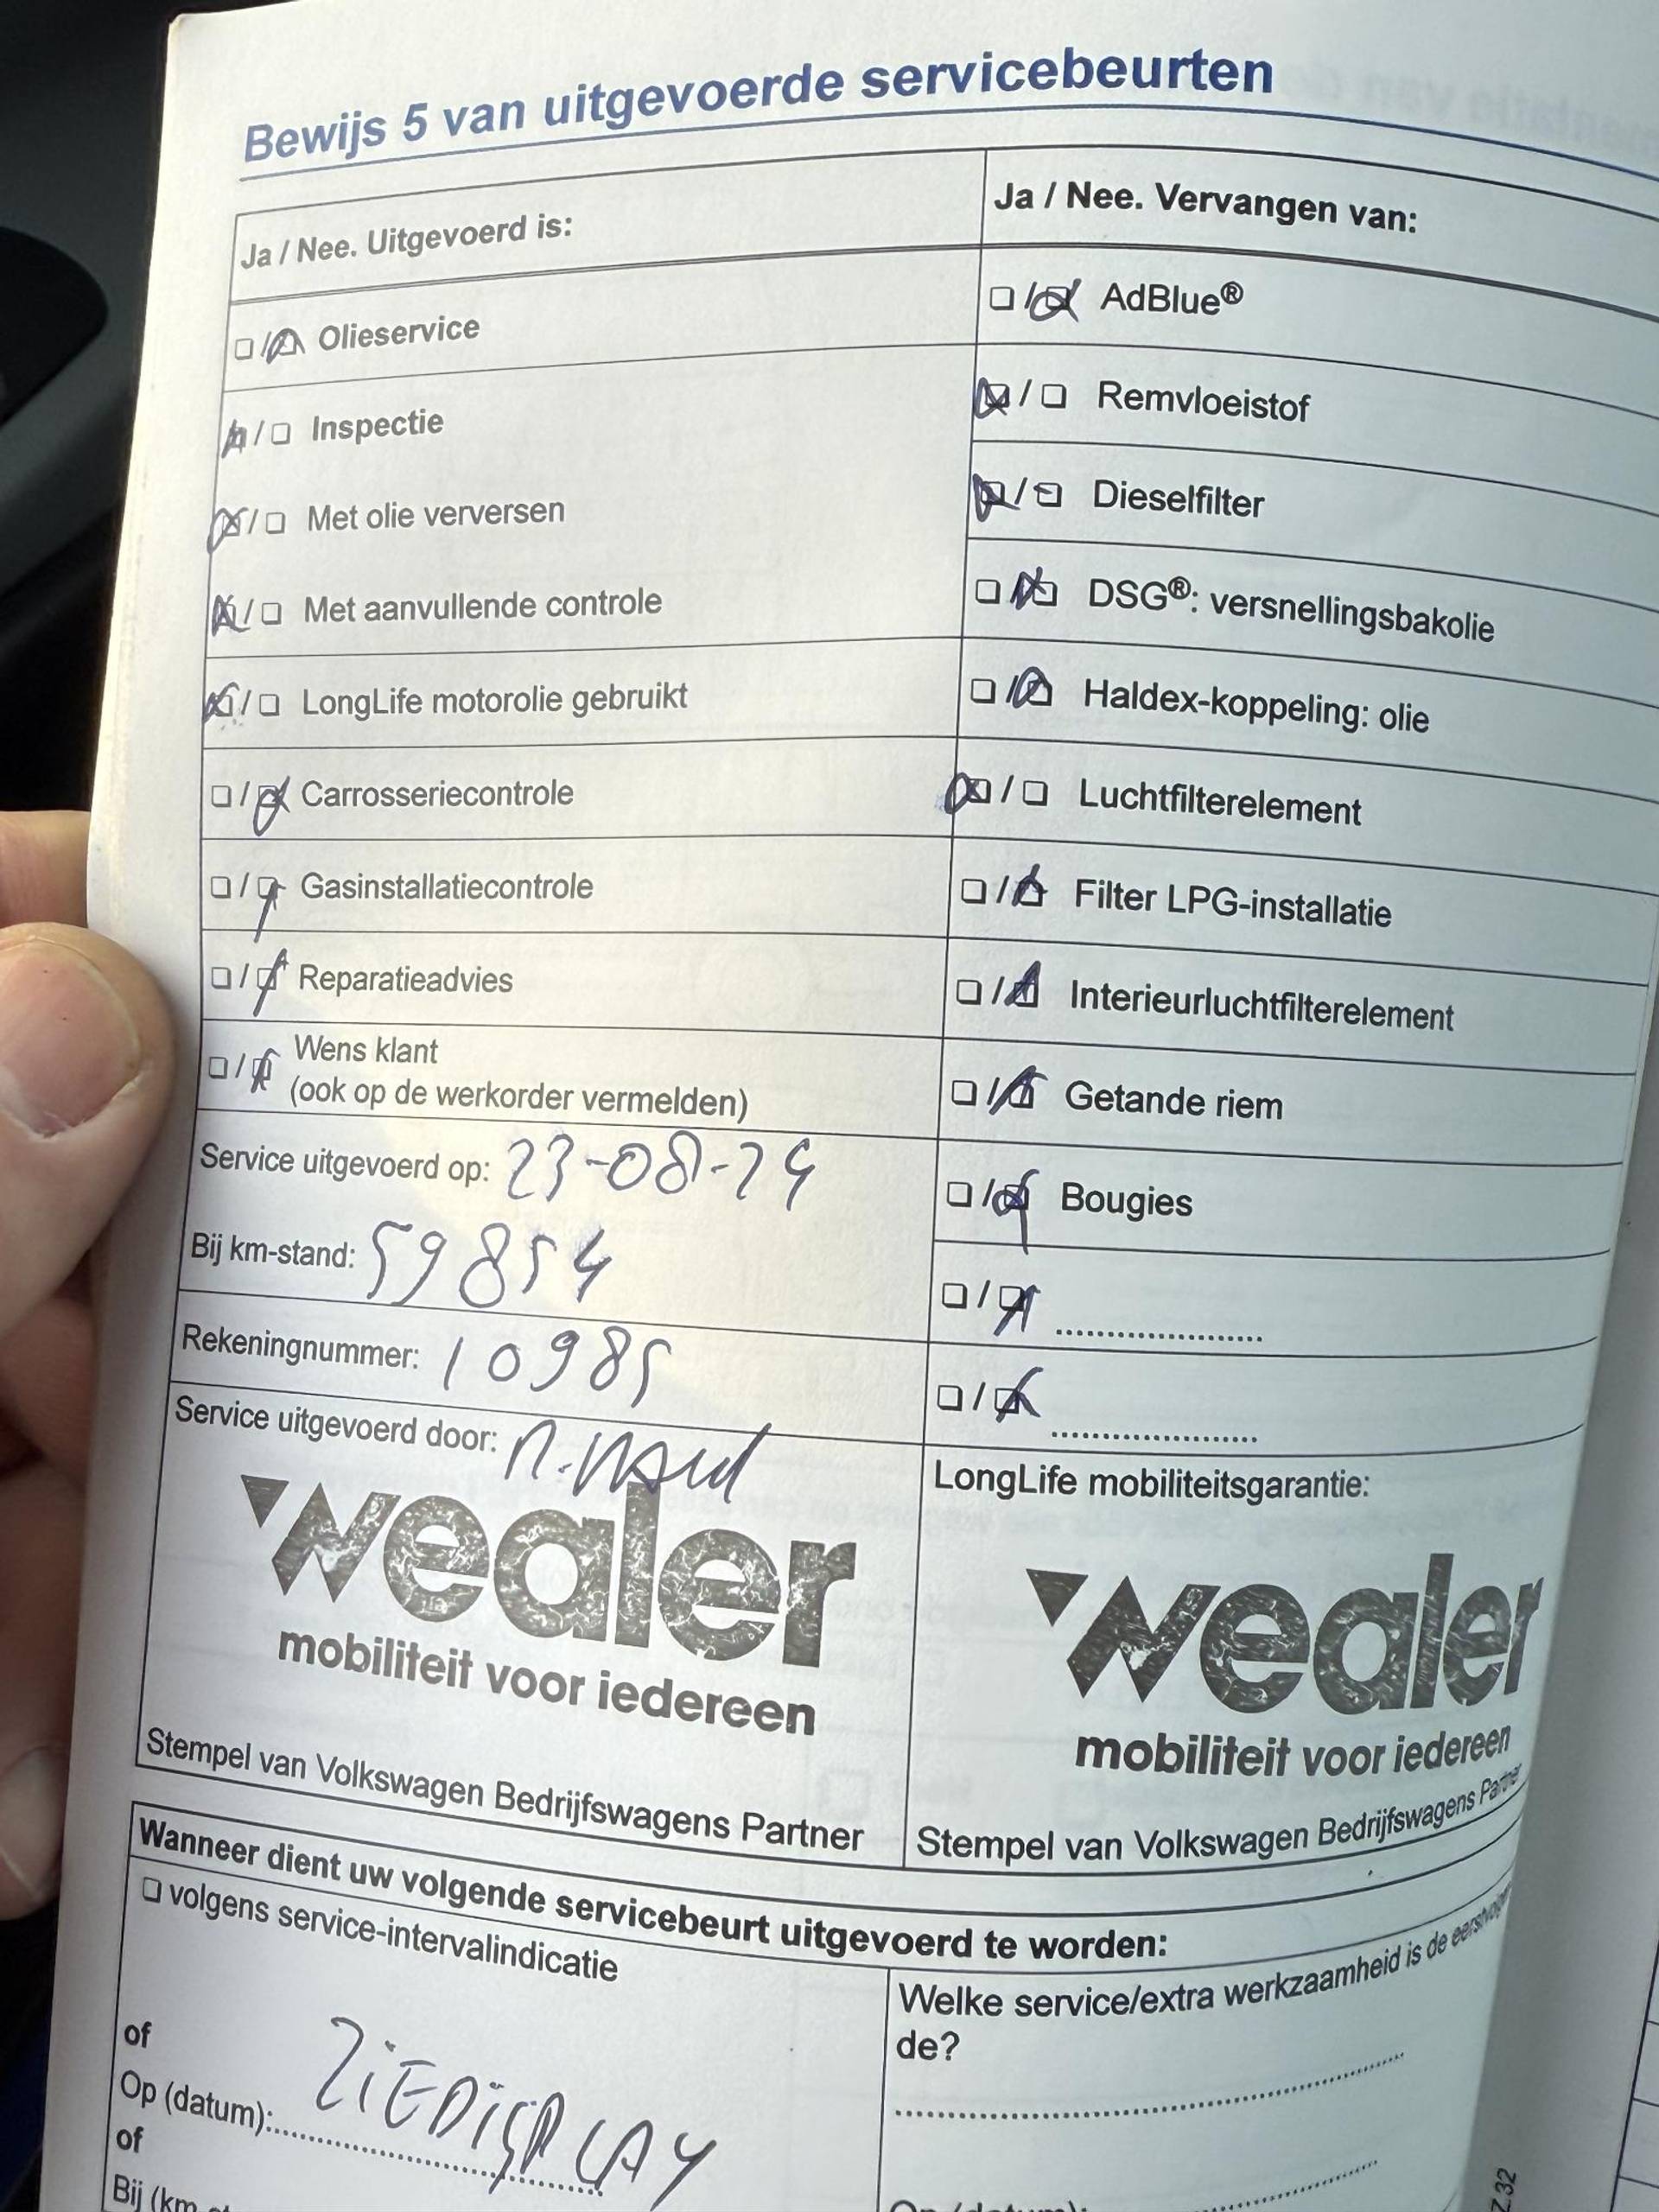 Bewijs 5 van uitgevoerde servicebeurten
Ja / Nee. Uitgevoerd is:
☐/☒ Olieservice
☒/☐ Inspectie
☒/☐ Met olie verversen
☒/☐ Met aanvullende controle
☒/☐ LongLife motorolie gebruikt
☐/☒ Carrosseriecontrole
☐/☒ Gasinstallatiecontrole
☐/☒ Reparatieadvies
☐/☒ Wens klant
(ook op de werkorder vermelden)
Service uitgevoerd op: 23-08-24
Bij km-stand: 59854
Rekeningnummer: 10985
Service uitgevoerd door:
wealer
mobiliteit voor iedereen
Stempel van Volkswagen Bedrijfswagens Partner
Ja / Nee. Vervangen van:
☐/☒ AdBlue®
☒/☐ Remvloeistof
☒/☐ Dieselfilter
☐/☒ DSG®: versnellingsbakolie
☐/☒ Haldex-koppeling: olie
☒/☐ Luchtfilterelement
☐/☒ Filter LPG-installatie
☐/☒ Interieurluchtfilterelement
☐/☒ Getande riem
☐/☒ Bougies
☐/☒ ......................
☐/☒ ......................
LongLife mobiliteitsgarantie:
wealer
mobiliteit voor iedereen
Stempel van Volkswagen Bedrijfswagens Partner
Wanneer dient uw volgende servicebeurt uitgevoerd te worden:
☐ volgens service-intervalindicatie
of
Op (datum): ZIE DISPLAY
of
Bij (km
Welke service/extra werkzaamheid is de
de?
Z.32